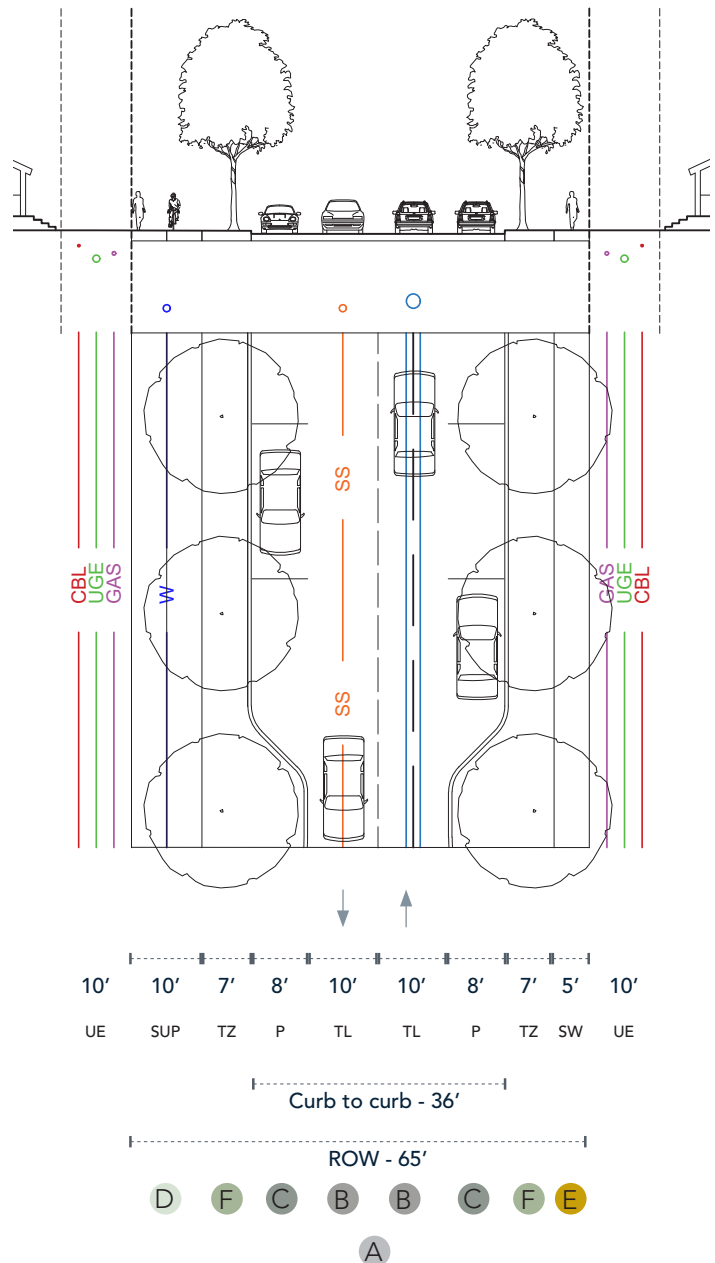 SS
CBL UGE GAS W GAS UGE CBL
SS
10′ 10′ 7′ 8′ 10′ 10′ 8′ 7′ 5′ 10′
UE SUP TZ P TL TL P TZ SW UE
Curb to curb - 36′
ROW - 65′
D F C B B C F E
A